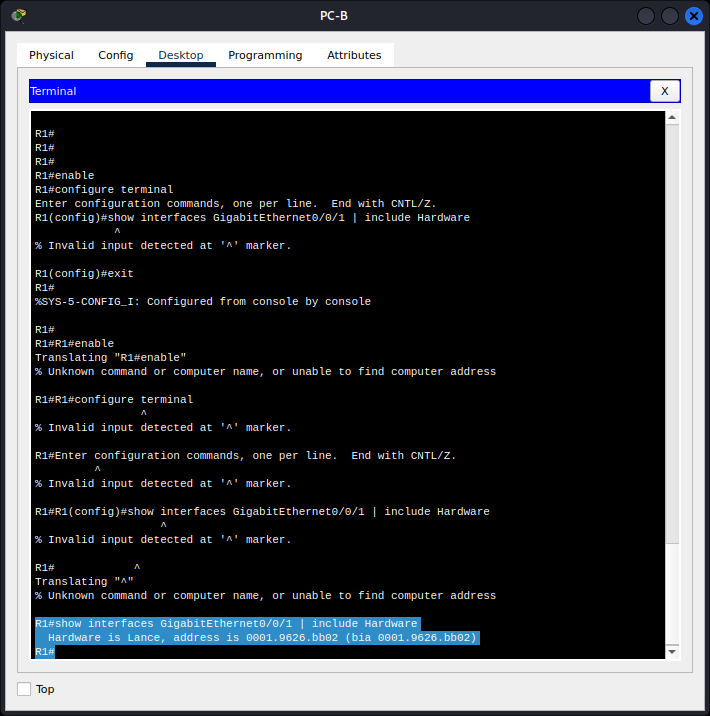 PC-B
Physical Config Desktop Programming Attributes
Terminal X
R1#
R1#
R1#
R1#enable
R1#configure terminal
Enter configuration commands, one per line.  End with CNTL/Z.
R1(config)#show interfaces GigabitEthernet0/0/1 | include Hardware
            ^
% Invalid input detected at '^' marker.
R1(config)#exit
R1#
%SYS-5-CONFIG_I: Configured from console by console
R1#
R1#R1#enable
Translating "R1#enable"
% Unknown command or computer name, or unable to find computer address
R1#R1#configure terminal
                ^
% Invalid input detected at '^' marker.
R1#Enter configuration commands, one per line.  End with CNTL/Z.
         ^
% Invalid input detected at '^' marker.
R1#R1(config)#show interfaces GigabitEthernet0/0/1 | include Hardware
                   ^
% Invalid input detected at '^' marker.
R1#            ^
Translating "^"
% Unknown command or computer name, or unable to find computer address
R1#show interfaces GigabitEthernet0/0/1 | include Hardware
  Hardware is Lance, address is 0001.9626.bb02 (bia 0001.9626.bb02)
R1#
Top